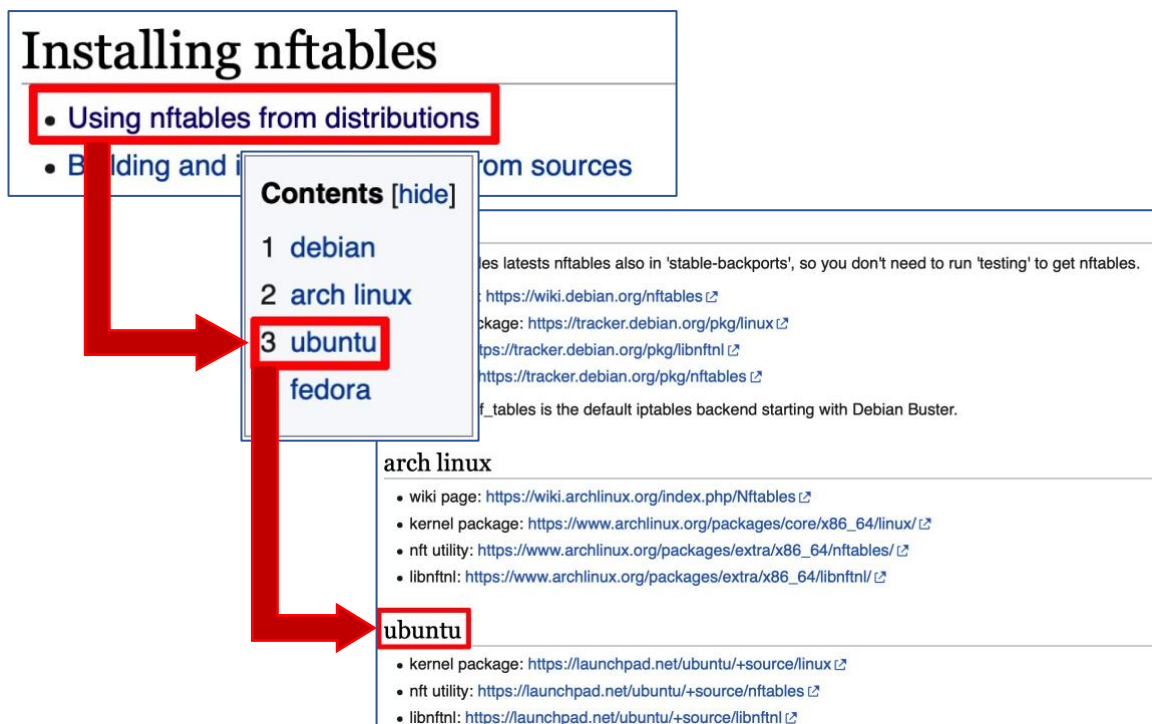 Installing nftables
• Using nftables from distributions
• B lding and i om sources
Contents [hide]
1 debian
2 arch linux
3 ubuntu
fedora
les latests nftables also in 'stable-backports', so you don't need to run 'testing' to get nftables.
: https://wiki.debian.org/nftables
ckage: https://tracker.debian.org/pkg/linux
tps://tracker.debian.org/pkg/libnftnl
https://tracker.debian.org/pkg/nftables
f_tables is the default iptables backend starting with Debian Buster.
arch linux
• wiki page: https://wiki.archlinux.org/index.php/Nftables
• kernel package: https://www.archlinux.org/packages/core/x86_64/linux/
• nft utility: https://www.archlinux.org/packages/extra/x86_64/nftables/
• libnftnl: https://www.archlinux.org/packages/extra/x86_64/libnftnl/
ubuntu
• kernel package: https://launchpad.net/ubuntu/+source/linux
• nft utility: https://launchpad.net/ubuntu/+source/nftables
• libnftnl: https://launchpad.net/ubuntu/+source/libnftnl